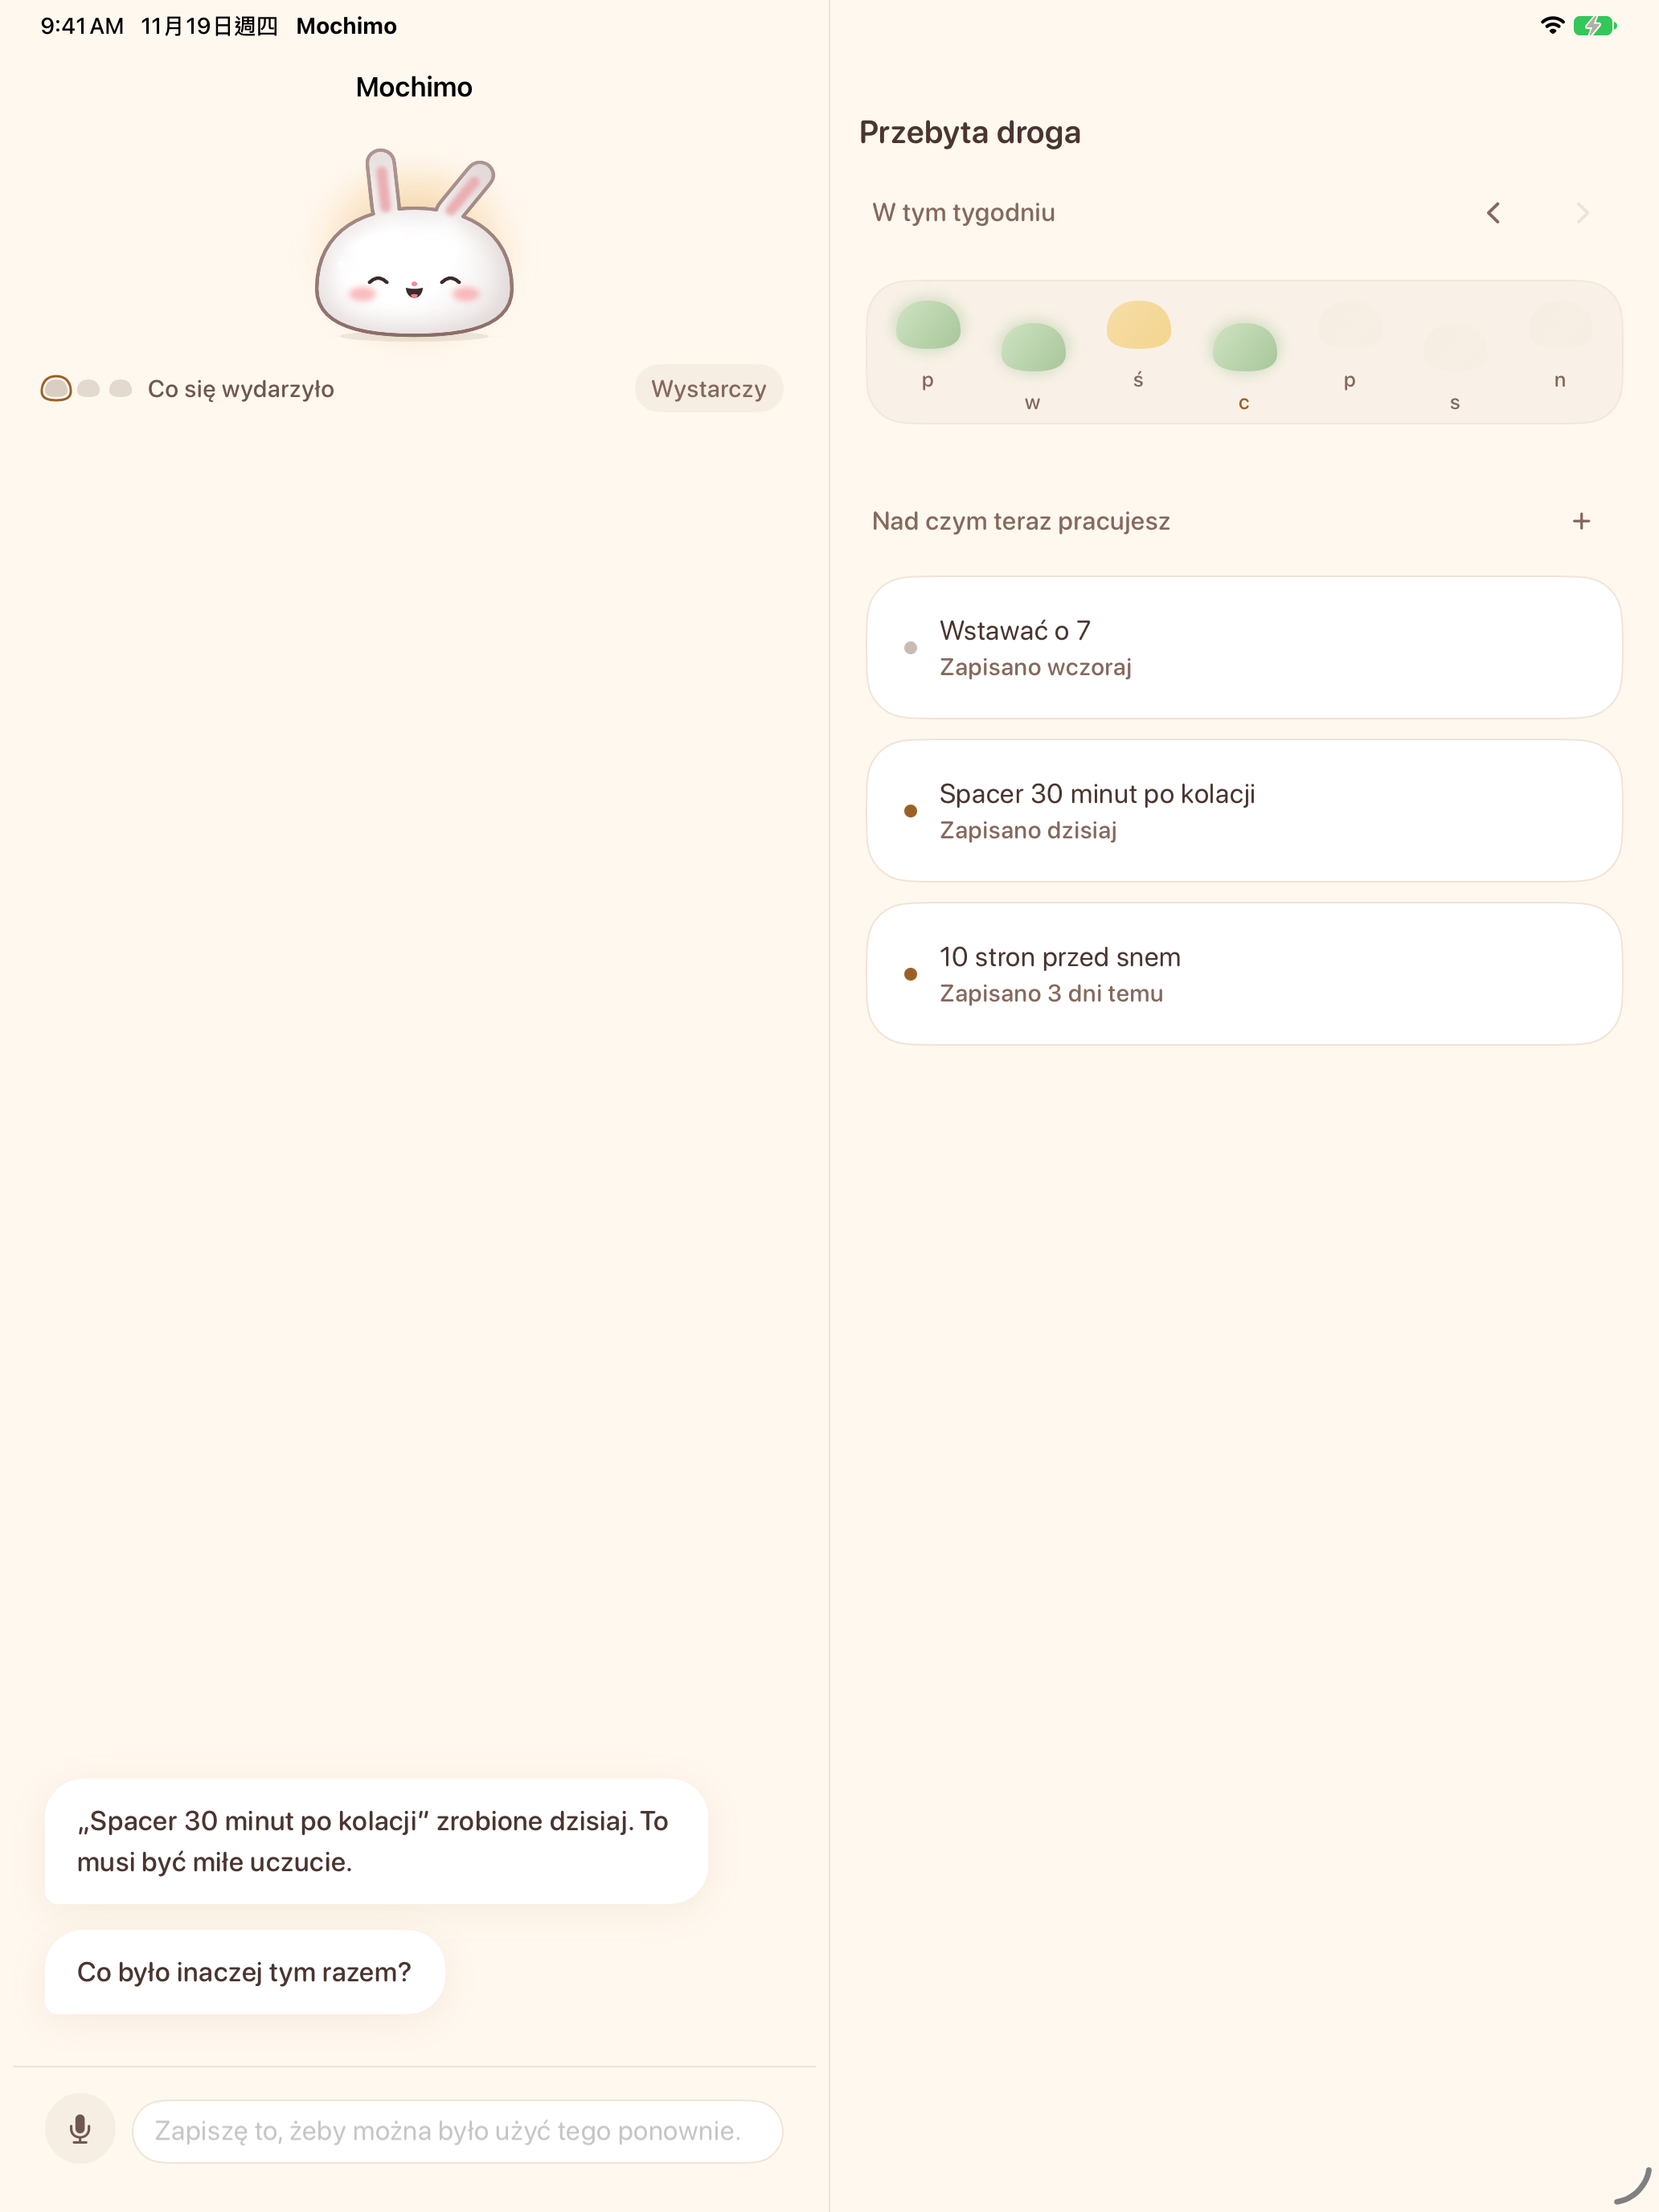 9:41 AM 11月19日週四 Mochimo
Mochimo
Co się wydarzyło
Wystarczy
„Spacer 30 minut po kolacji” zrobione dzisiaj. To
musi być miłe uczucie.
Co było inaczej tym razem?
Zapiszę to, żeby można było użyć tego ponownie.
Przebyta droga
W tym tygodniu
p w ś c p s n
Nad czym teraz pracujesz
Wstawać o 7
Zapisano wczoraj
Spacer 30 minut po kolacji
Zapisano dzisiaj
10 stron przed snem
Zapisano 3 dni temu